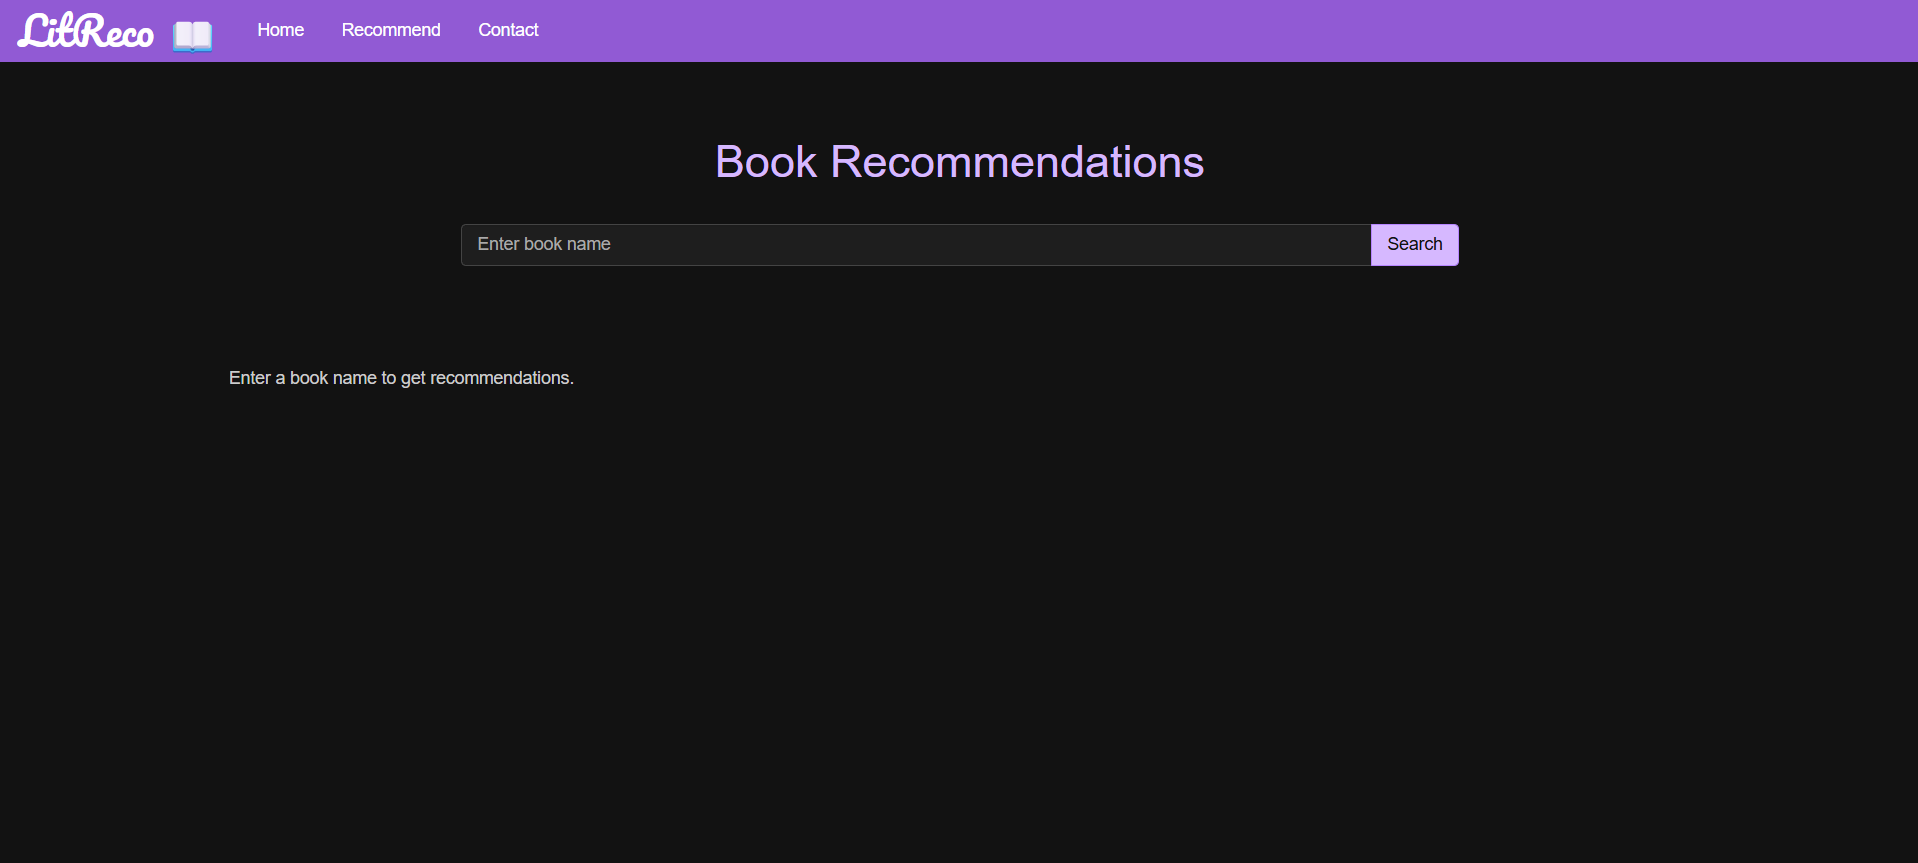 LitReco Home Recommend Contact
Book Recommendations
Enter book name Search
Enter a book name to get recommendations.